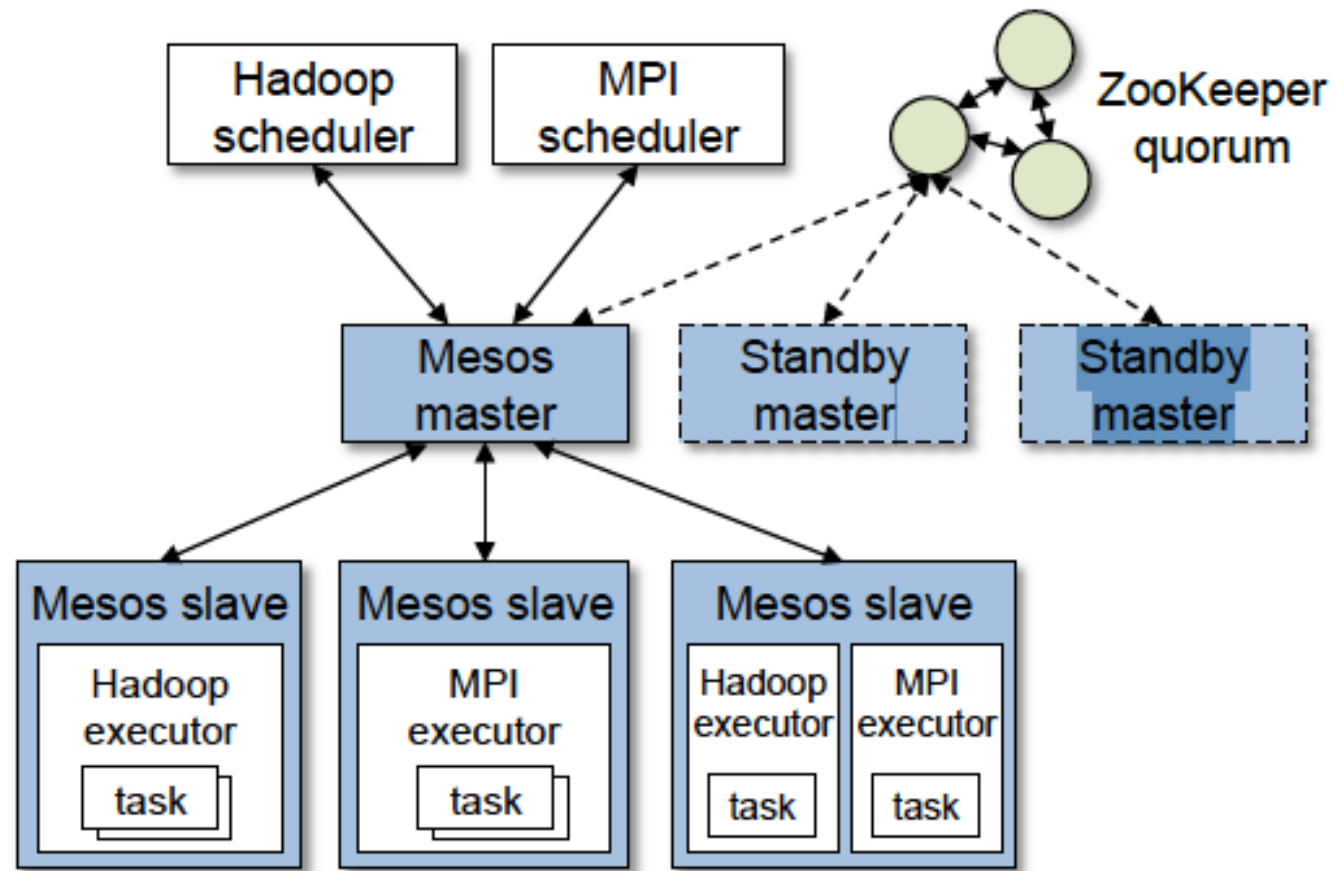 Hadoop
scheduler
MPI
scheduler
ZooKeeper
quorum
Mesos
master
Standby
master
Standby
master
Mesos slave
Hadoop
executor
task
Mesos slave
MPI
executor
task
Mesos slave
Hadoop
executor
task
MPI
executor
task